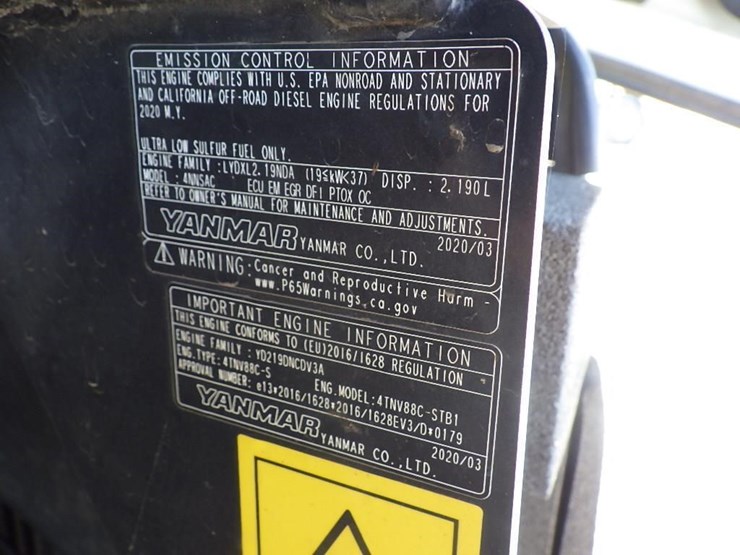 EMISSION CONTROL INFORMATION
THIS ENGINE COMPLIES WITH U.S. EPA NONROAD AND STATIONARY
AND CALIFORNIA OFF-ROAD DIESEL ENGINE REGULATIONS FOR
2020 M.Y.
ULTRA LOW SULFUR FUEL ONLY.
ENGINE FAMILY :LYDXL2.19NDA (19≤kW<37) DISP. : 2.190L
MODEL :4NNSAC ECU EM EGR DFI PTOX OC
REFER TO OWNER'S MANUAL FOR MAINTENANCE AND ADJUSTMENTS.
YANMAR YANMAR CO.,LTD. 2020/03
WARNING:Cancer and Reproductive Harm -
www.P65Warnings.ca.gov
IMPORTANT ENGINE INFORMATION
THIS ENGINE CONFORMS TO (EU)2016/1628 REGULATION
ENGINE FAMILY : YD219DNCDV3A
ENG.TYPE:4TNV88C-S ENG.MODEL:4TNV88C-STB1
APPROVAL NUMBER: e13*2016/1628*2016/1628EV3/D*0179
YANMAR YANMAR CO.,LTD. 2020/03